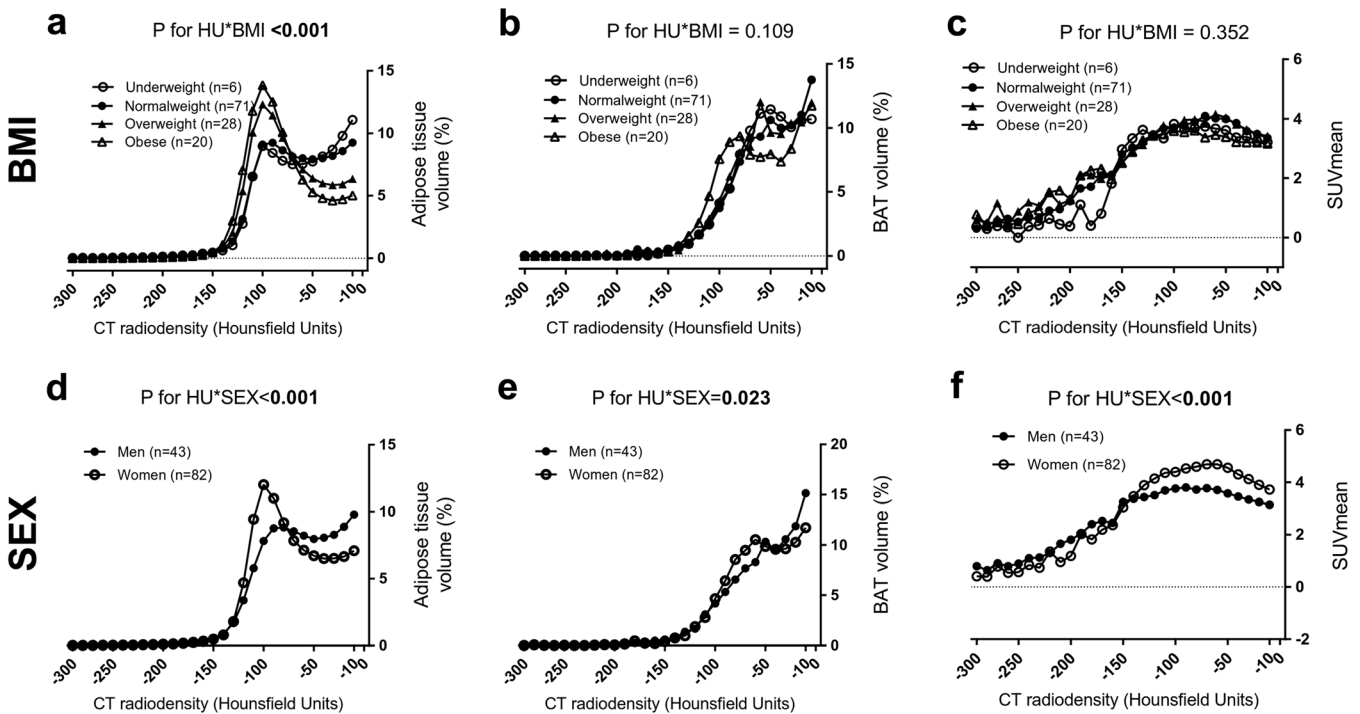 BMI
a
P for HU*BMI <0.001
Underweight (n=6)
Normalweight (n=71)
Overweight (n=28)
Obese (n=20)
15
10
5
0
Adipose tissue
volume (%)
-300
-250
-200
-150
-100
-50
-10
0
CT radiodensity (Hounsfield Units)
b
P for HU*BMI = 0.109
Underweight (n=6)
Normalweight (n=71)
Overweight (n=28)
Obese (n=20)
15
10
5
0
BAT volume (%)
-300
-250
-200
-150
-100
-50
-10
0
CT radiodensity (Hounsfield Units)
c
P for HU*BMI = 0.352
Underweight (n=6)
Normalweight (n=71)
Overweight (n=28)
Obese (n=20)
6
4
2
0
SUVmean
-300
-250
-200
-150
-100
-50
-10
0
CT radiodensity (Hounsfield Units)
SEX
d
P for HU*SEX<0.001
Men (n=43)
Women (n=82)
15
10
5
0
Adipose tissue
volume (%)
-300
-250
-200
-150
-100
-50
-10
0
CT radiodensity (Hounsfield Units)
e
P for HU*SEX=0.023
Men (n=43)
Women (n=82)
20
15
10
5
0
BAT volume (%)
-300
-250
-200
-150
-100
-50
-10
0
CT radiodensity (Hounsfield Units)
f
P for HU*SEX<0.001
Men (n=43)
Women (n=82)
6
4
2
0
-2
SUVmean
-300
-250
-200
-150
-100
-50
-10
0
CT radiodensity (Hounsfield Units)